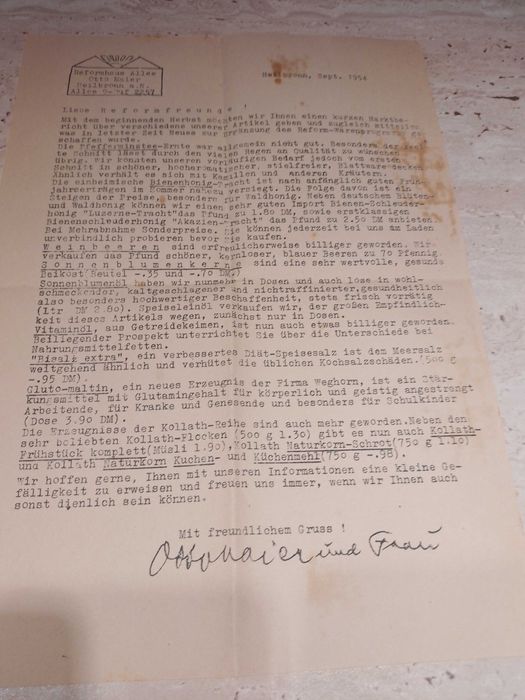 Reformhaus Allee
Otto Maier
Heilbronn a.N.
Allee
Heilbronn, Sept. 1954
Liebe Reformfreunde !
Mit dem beginnenden Herbst möchten wir Ihnen einen kurzen Marktbe-
richt über verschiedene unserer Artikel geben und zugleich mitteilen
was in letzter Zeit Neues zur Ergänzung des Reform-Warenprogramms ge-
schaffen wurde.
Die Pfefferminztee-Ernte war allgemein nicht gut. Besonders der
te Schnitt lässt durch den vielen Regen an Qualität zu wünschen
übrig. Wir konnten unseren vorläufigen Bedarf jedoch vom ersten
Schnitt in schöner, hocharomatischer, stielfreier, Blattware decken
Ähnlich verhält es sich mit Kamillen und anderen Kräutern.
Die einheimische Bienenhonig-Tracht ist nach anfänglich guten Früh-
jahrserträgen im Sommer nahezu versiegt. Die Folge davon ist ein
Steigen der Preise, besonders für Waldhonig. Neben deutschem Blüten-
und Waldhonig können wir einen sehr guten Import Bienen-Schleuder-
honig "Luzerne-Tracht" das Pfund zu 1.80 DM, sowie erstklassigen
Bienenschleuderhonig "Akazien-Tracht" das Pfund zu 2.50 DM anbieten.
Bei Mehrabnahme Sonderpreise. Sie können jederzeit bei uns am Laden
unverbindlich probieren bevor Sie kaufen.
Weinbeeren sind erfreulicherweise billiger geworden. Wir
verkaufen das Pfund schöner, kernloser, blauer Beeren zu 70 Pfennig.
Sonnenblumenkerne sind eine sehr wertvolle, gesunde
Beikost(Beutel -.35 und -.70 DM.)
Sonnenblumenöl haben wir nunmehr in Dosen und auch lose in wohl-
schmeckender, kaltgeschlagener und nichtraffinierter, gesundheitlich
also besonders hochwertiger Beschaffenheit, stets frisch vorrätig
(1tr DM 2.80). Speiseleinöl verkaufen wir, der großen Empfindlich-
keit dieses Artikels wegen, zunächst nur in Dosen.
Vitaminöl, aus Getreidekeimen, ist nun auch etwas billiger geworden.
Beiliegender Prospekt unterrichtet Sie über die Unterschiede bei
Nahrungsmittelfetten.
"Bisalz extra", ein verbessertes Diät-Speisesalz ist dem Meersalz
weitgehend ähnlich und verhütet die üblichen Kochsalzschäden.(500 g
-.95 DM).
Gluto-maltin, ein neues Erzeugnis der Firma Weghorn, ist ein Stär-
kungsmittel mit Glutamingehalt für körperlich und geistig angestrengt
Arbeitende, für Kranke und Genesende und besonders für Schulkinder
(Dose 3.90 DM).
Die Erzeugnisse der Kollath-Reihe sind auch mehr geworden.Neben den
sehr beliebten Kollath-Flocken (500 g 1.30) gibt es nun auch Kollath-
Frühstück komplett(Müsli 1.90),Kollath Naturkorn-Schrot(750 g 1.10)
und Kollath Naturkorn Kuchen- und Küchenmehl(750 g -.98).
Wir hoffen gerne, Ihnen mit unseren Informationen eine kleine Ge-
fälligkeit zu erweisen und freuen uns immer, wenn wir Ihnen auch
sonst dienlich sein können.
Mit freundlichem Gruss !
Otto Maier und Frau